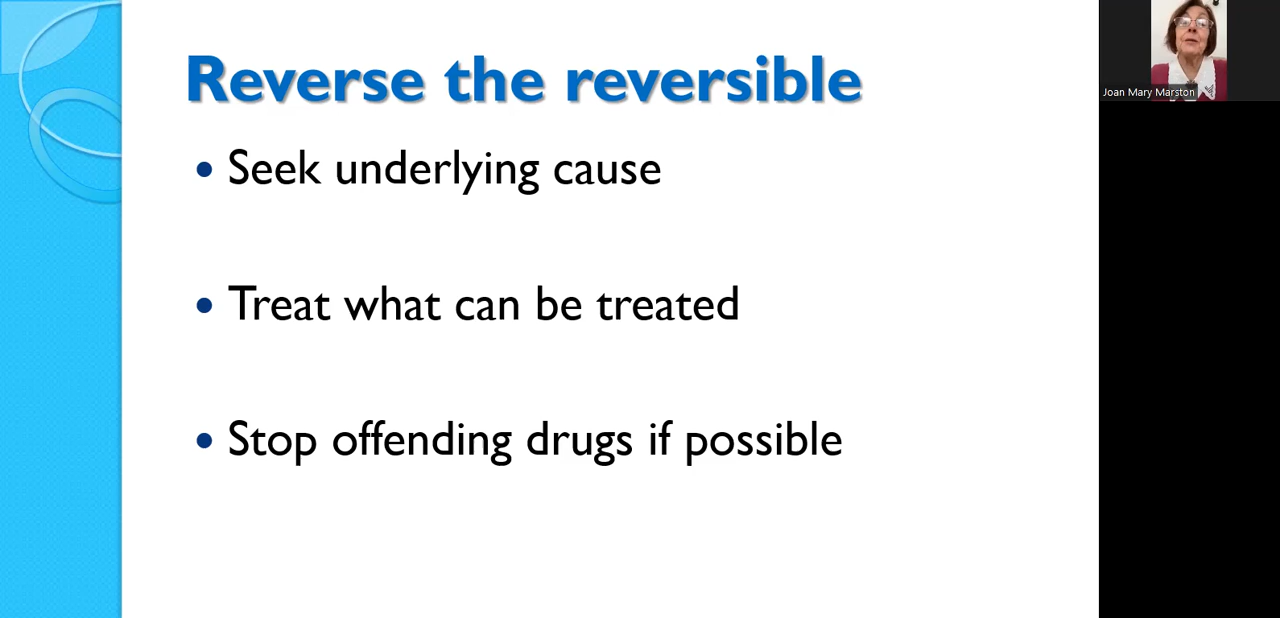 Reverse the reversible
• Seek underlying cause
• Treat what can be treated
• Stop offending drugs if possible
Joan Mary Marston